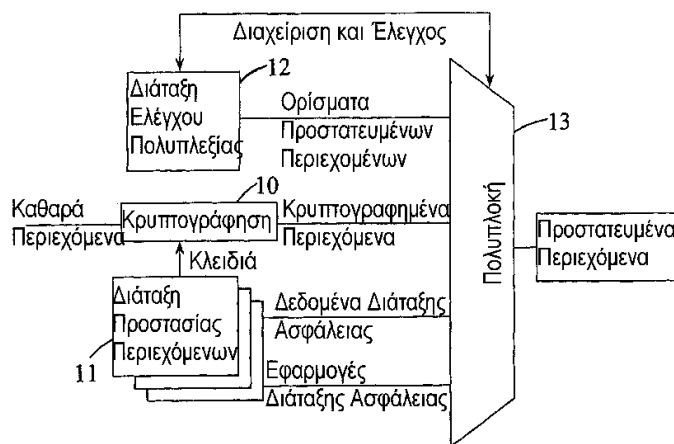 Διαχείριση και Έλεγχος
12
Διάταξη
Ελέγχου
Πολυπλεξίας
Ορίσματα
Προστατευμένων
Περιεχομένων
13
10
Καθαρά
Περιεχόμενα
Κρυπτογράφηση
Κρυπτογραφημένα
Περιεχόμενα
Πολυπλοκή
Προστατευμένα
Περιεχόμενα
Κλειδιά
Διάταξη
Προστασίας
Περιεχόμενων
11
Δεδομένα Διάταξης
Ασφάλειας
Εφαρμογές
Διάταξης Ασφάλειας